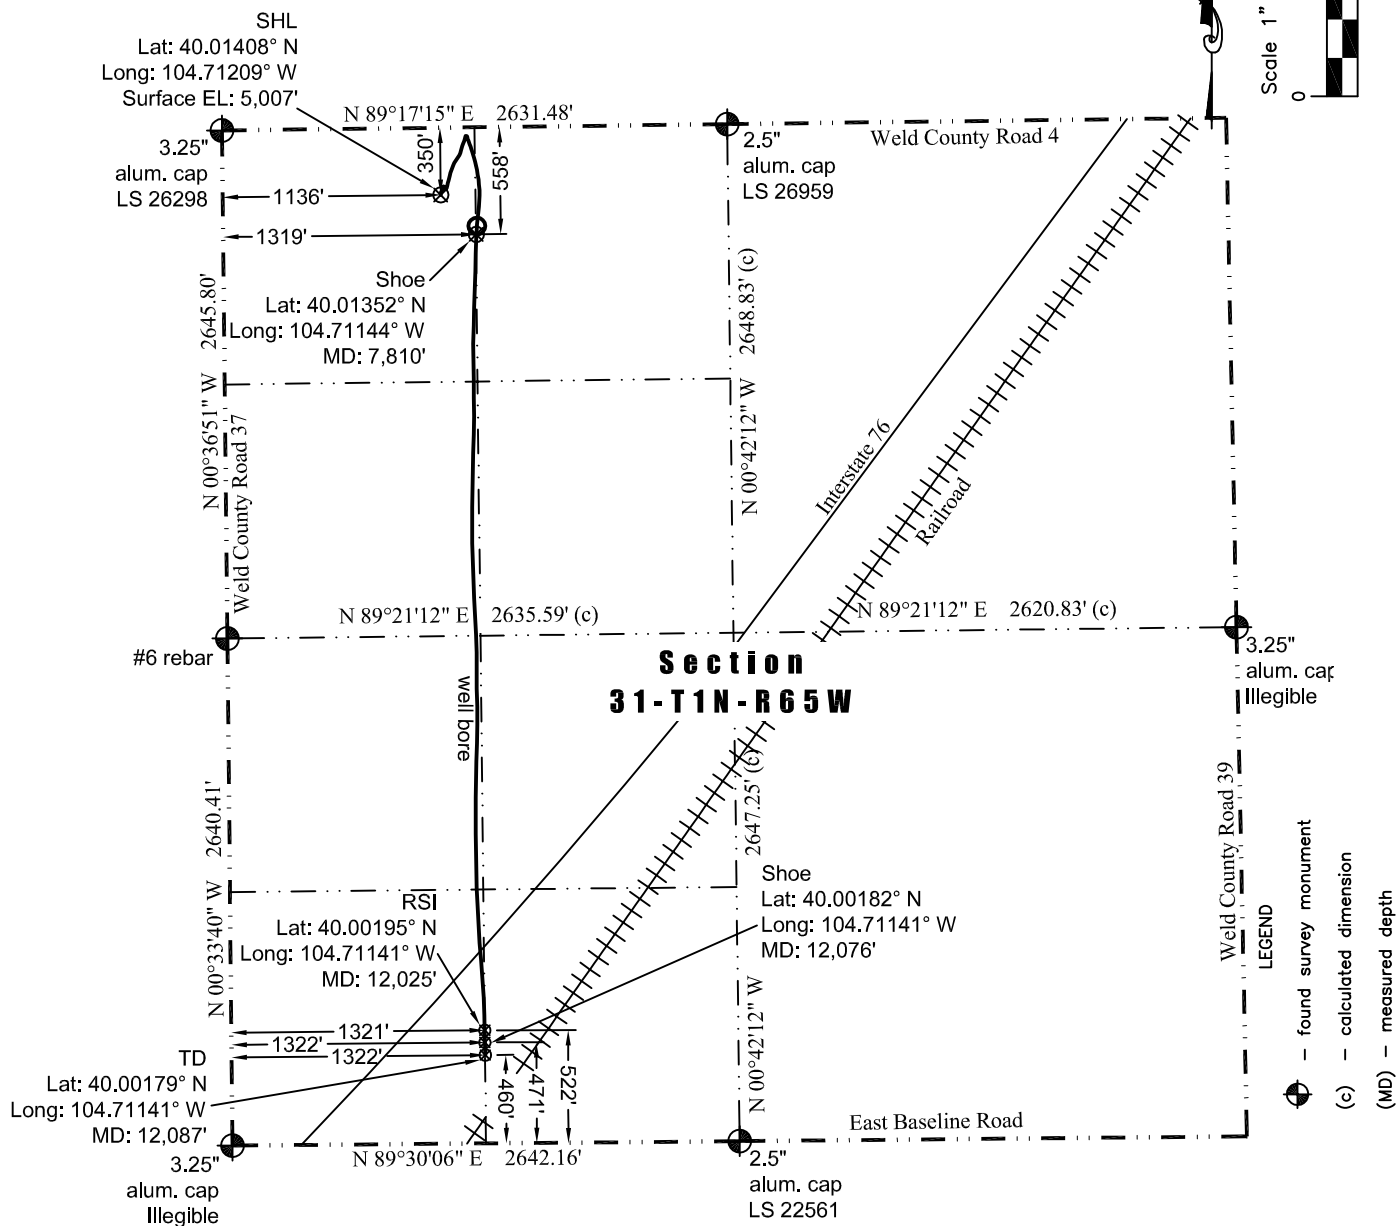 SHL
Lat: 40.01408° N
Long: 104.71209° W
Surface EL: 5,007'
Scale 1"
0
N 89°17'15" E 2631.48'
3.25"
alum. cap
LS 26298
350'
558'
1136'
1319'
2.5"
alum. cap
LS 26959
Weld County Road 4
Shoe
Lat: 40.01352° N
Long: 104.71144° W
MD: 7,810'
N 00°36'51" W 2645.80'
Weld County Road 37
N 00°42'12" W 2648.83' (c)
Interstate 76
Railroad
N 89°21'12" E 2635.59' (c)
N 89°21'12" E 2620.83' (c)
#6 rebar
Section
31-T1N-R65W
3.25"
alum. cap
Illegible
well bore
N 00°33'40" W 2640.41'
N 00°42'12" W 2647.25' (c)
Weld County Road 39
RSI
Lat: 40.00195° N
Long: 104.71141° W
MD: 12,025'
Shoe
Lat: 40.00182° N
Long: 104.71141° W
MD: 12,076'
1321'
1322'
1322'
TD
Lat: 40.00179° N
Long: 104.71141° W
MD: 12,087'
460'
471'
522'
East Baseline Road
3.25"
alum. cap
Illegible
N 89°30'06" E 2642.16'
2.5"
alum. cap
LS 22561
LEGEND
– found survey monument
(c) – calculated dimension
(MD) – measured depth